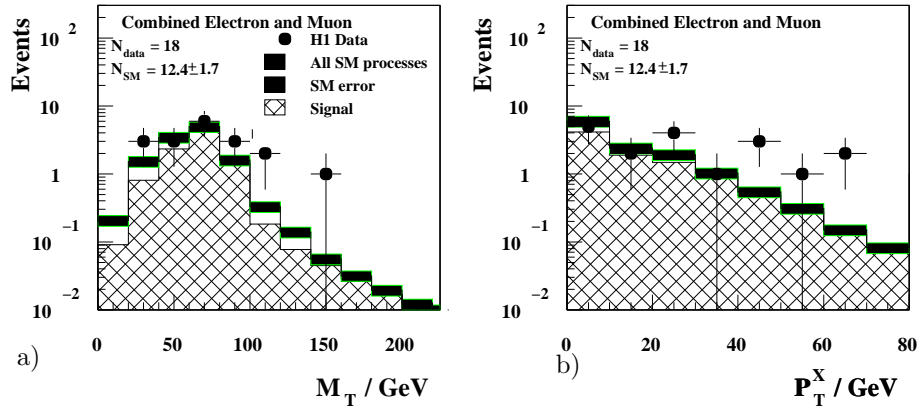 Combined Electron and Muon
N_data = 18
N_SM = 12.4±1.7
H1 Data
All SM processes
SM error
Signal
Events
10^2
10
1
10^-1
10^-2
0 50 100 150 200
a)
M_T / GeV
Combined Electron and Muon
N_data = 18
N_SM = 12.4±1.7
Events
10^2
10
1
10^-1
10^-2
0 20 40 60 80
b)
P_T^X / GeV